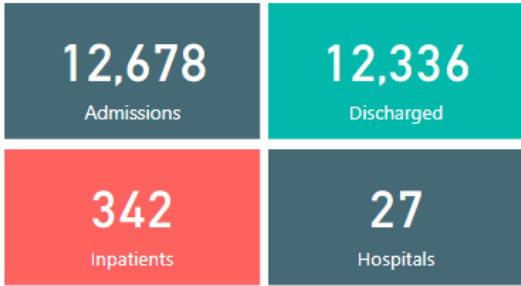 12,678
Admissions
12,336
Discharged
342
Inpatients
27
Hospitals